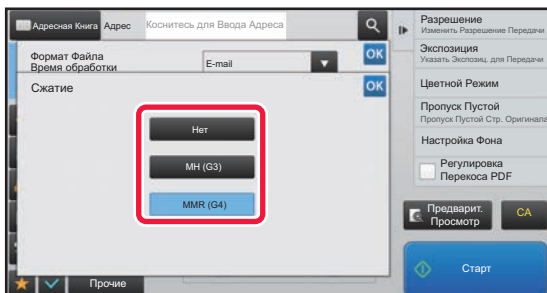 Адресная Книга
Адрес
Коснитесь для Ввода Адреса
Формат Файла
Время обработки
E-mail
OK
Сжатие
OK
Нет
MH (G3)
MMR (G4)
Прочие
Разрешение
Изменить Разрешение Передачи
Экспозиция
Указать Экспозиц. для Передачи
Цветной Режим
Пропуск Пустой
Пропуск Пустой Стр. Оригинала
Настройка Фона
Регулировка
Перекоса PDF
Предварит.
Просмотр
CA
Старт